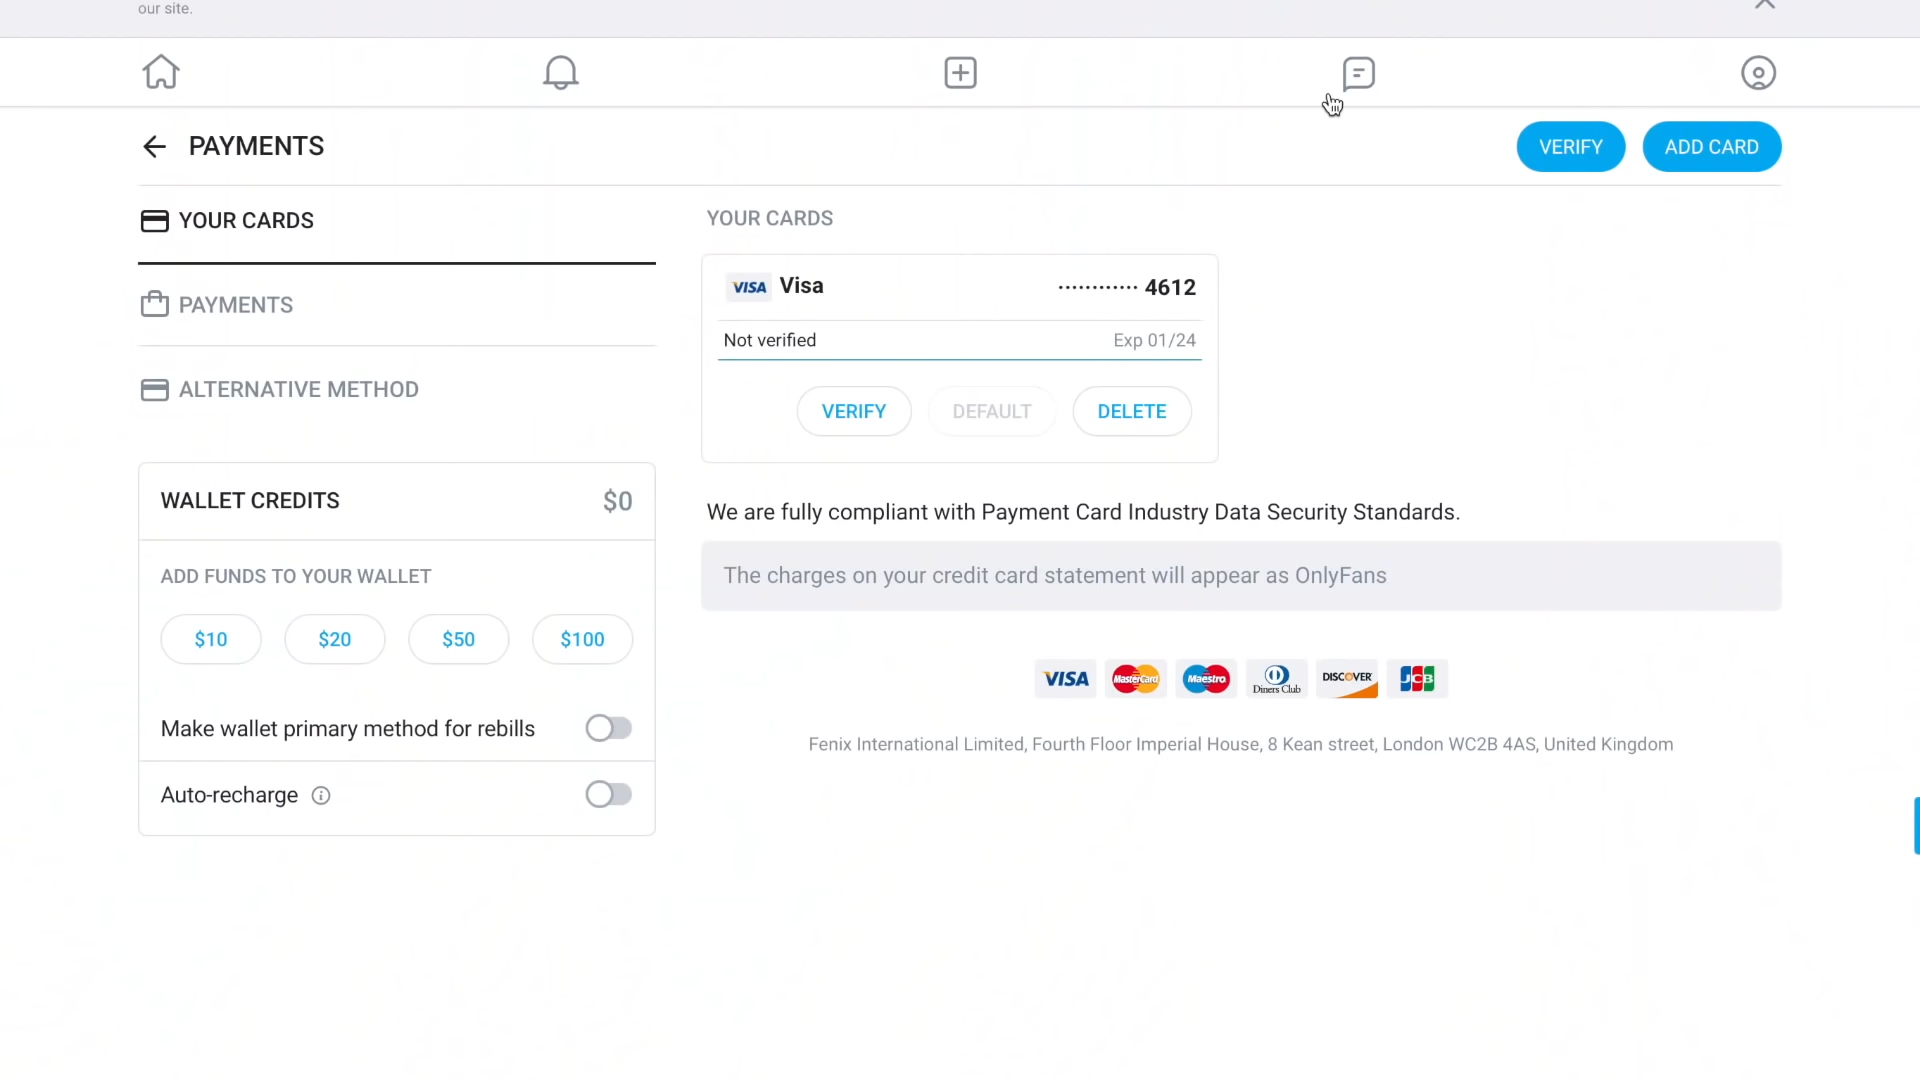 our site.
PAYMENTS
VERIFY
ADD CARD
YOUR CARDS
PAYMENTS
ALTERNATIVE METHOD
WALLET CREDITS $0
ADD FUNDS TO YOUR WALLET
$10 $20 $50 $100
Make wallet primary method for rebills
Auto-recharge
YOUR CARDS
VISA Visa ············ 4612
Not verified Exp 01/24
VERIFY DEFAULT DELETE
We are fully compliant with Payment Card Industry Data Security Standards.
The charges on your credit card statement will appear as OnlyFans
VISA MasterCard Maestro Diners Club DISCOVER JCB
Fenix International Limited, Fourth Floor Imperial House, 8 Kean street, London WC2B 4AS, United Kingdom